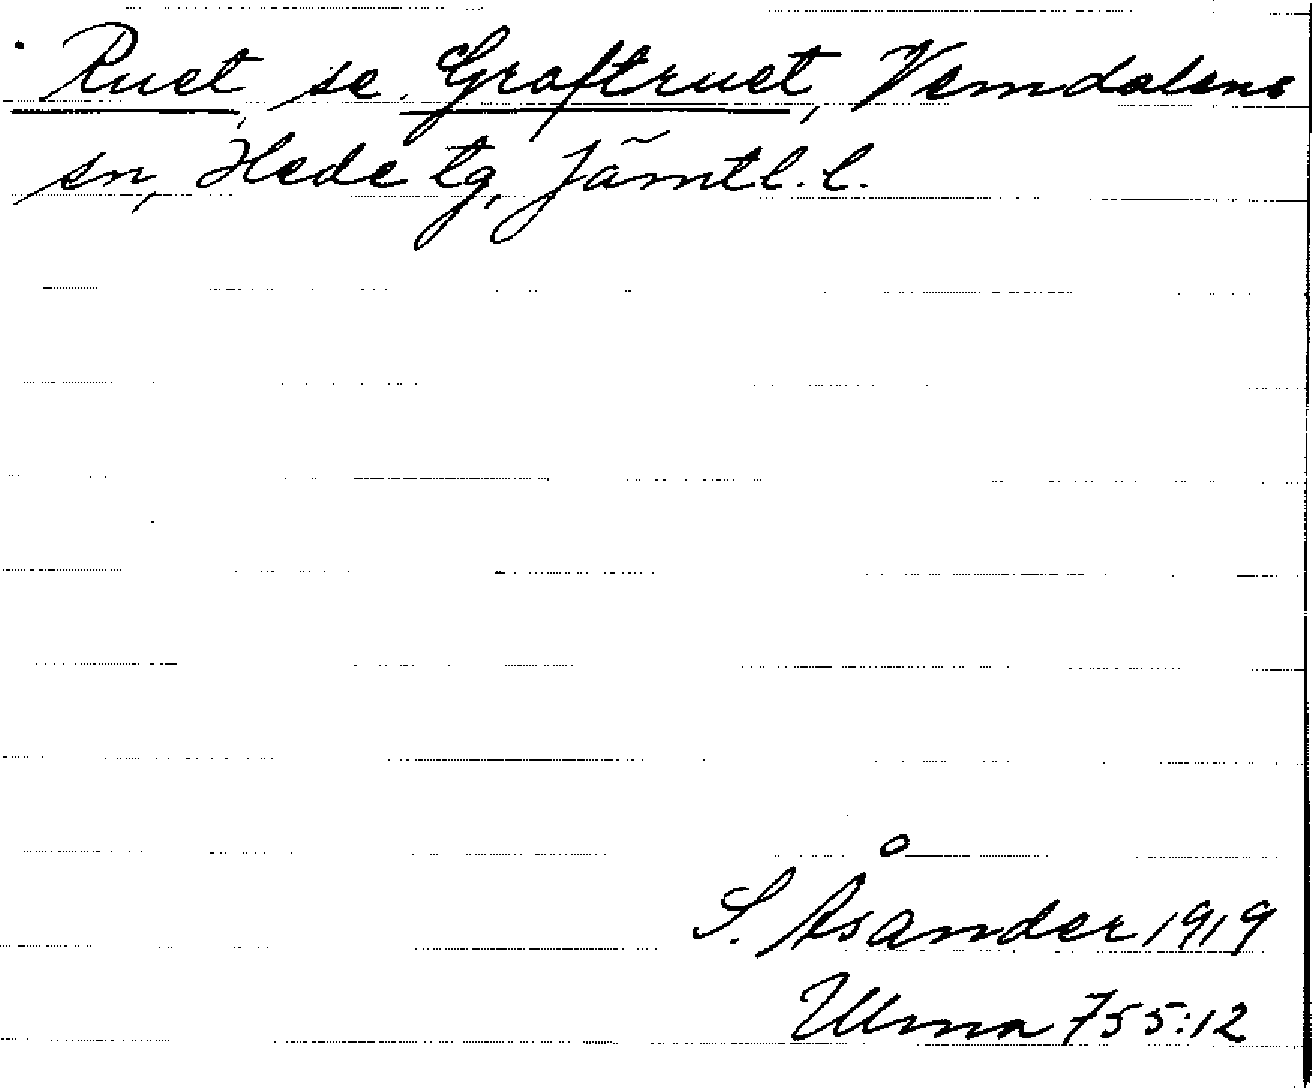 Ruet, se Graftruet, Vemdalens
sn, Hede tg, Jämtl. l.
S. Åsander 1919
Ulma 755:12